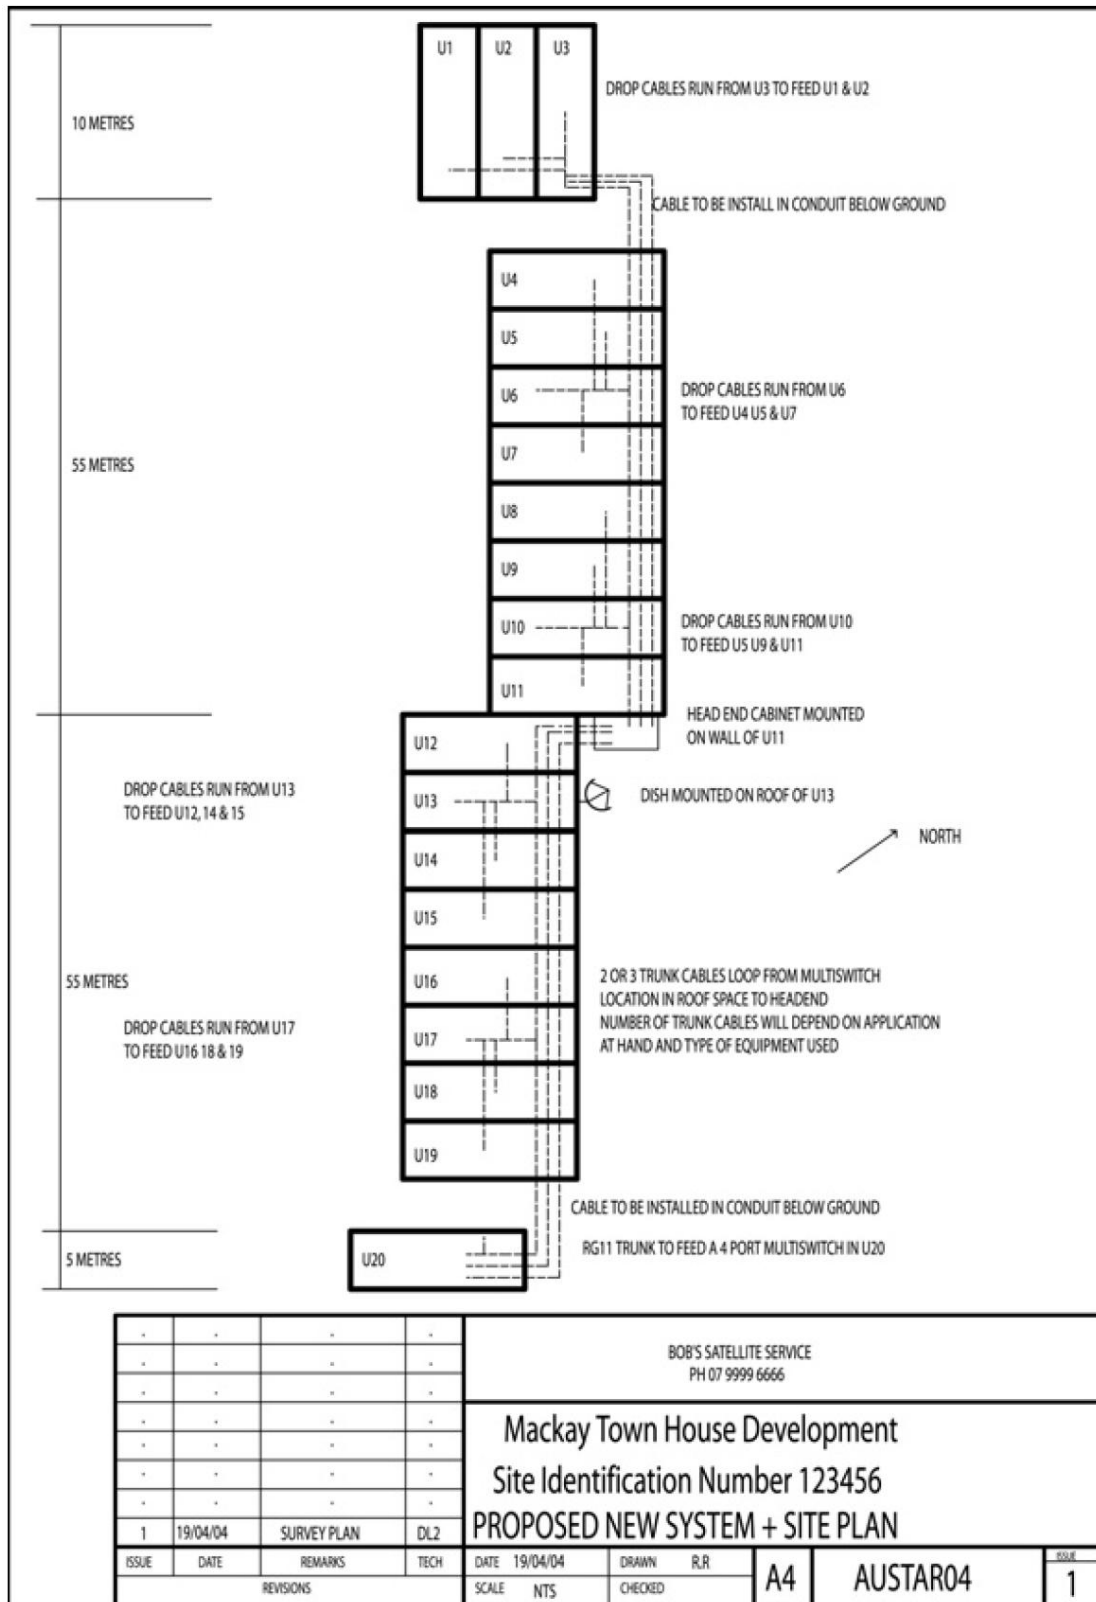 U1 U2 U3
DROP CABLES RUN FROM U3 TO FEED U1 & U2
10 METRES
CABLE TO BE INSTALL IN CONDUIT BELOW GROUND
U4
U5
U6
DROP CABLES RUN FROM U6
TO FEED U4 U5 & U7
U7
55 METRES
U8
U9
U10
DROP CABLES RUN FROM U10
TO FEED U5 U9 & U11
U11
HEAD END CABINET MOUNTED
ON WALL OF U11
U12
DROP CABLES RUN FROM U13
TO FEED U12, 14 & 15
U13
DISH MOUNTED ON ROOF OF U13
NORTH
U14
U15
U16
55 METRES
2 OR 3 TRUNK CABLES LOOP FROM MULTISWITCH
LOCATION IN ROOF SPACE TO HEADEND
NUMBER OF TRUNK CABLES WILL DEPEND ON APPLICATION
AT HAND AND TYPE OF EQUIPMENT USED
DROP CABLES RUN FROM U17
TO FEED U16 18 & 19
U17
U18
U19
CABLE TO BE INSTALLED IN CONDUIT BELOW GROUND
RG11 TRUNK TO FEED A 4 PORT MULTISWITCH IN U20
5 METRES
U20
BOB'S SATELLITE SERVICE
PH 07 9999 6666
Mackay Town House Development
Site Identification Number 123456
PROPOSED NEW SYSTEM + SITE PLAN
1 19/04/04 SURVEY PLAN DL2
ISSUE DATE REMARKS TECH
REVISIONS
DATE 19/04/04 DRAWN R.R
SCALE NTS CHECKED
A4
AUSTAR04
ISSUE
1